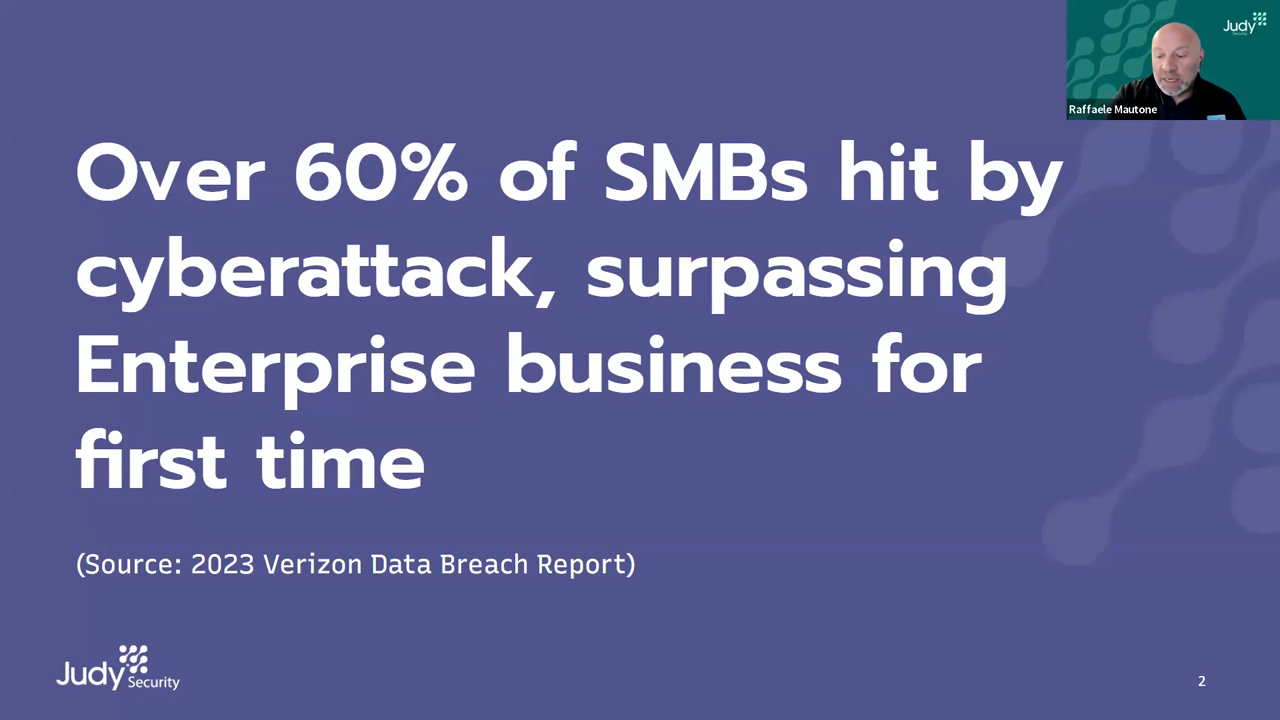 Judy
Security
Raffaele Mautone
Over 60% of SMBs hit by
cyberattack, surpassing
Enterprise business for
first time
(Source: 2023 Verizon Data Breach Report)
Judy Security
2